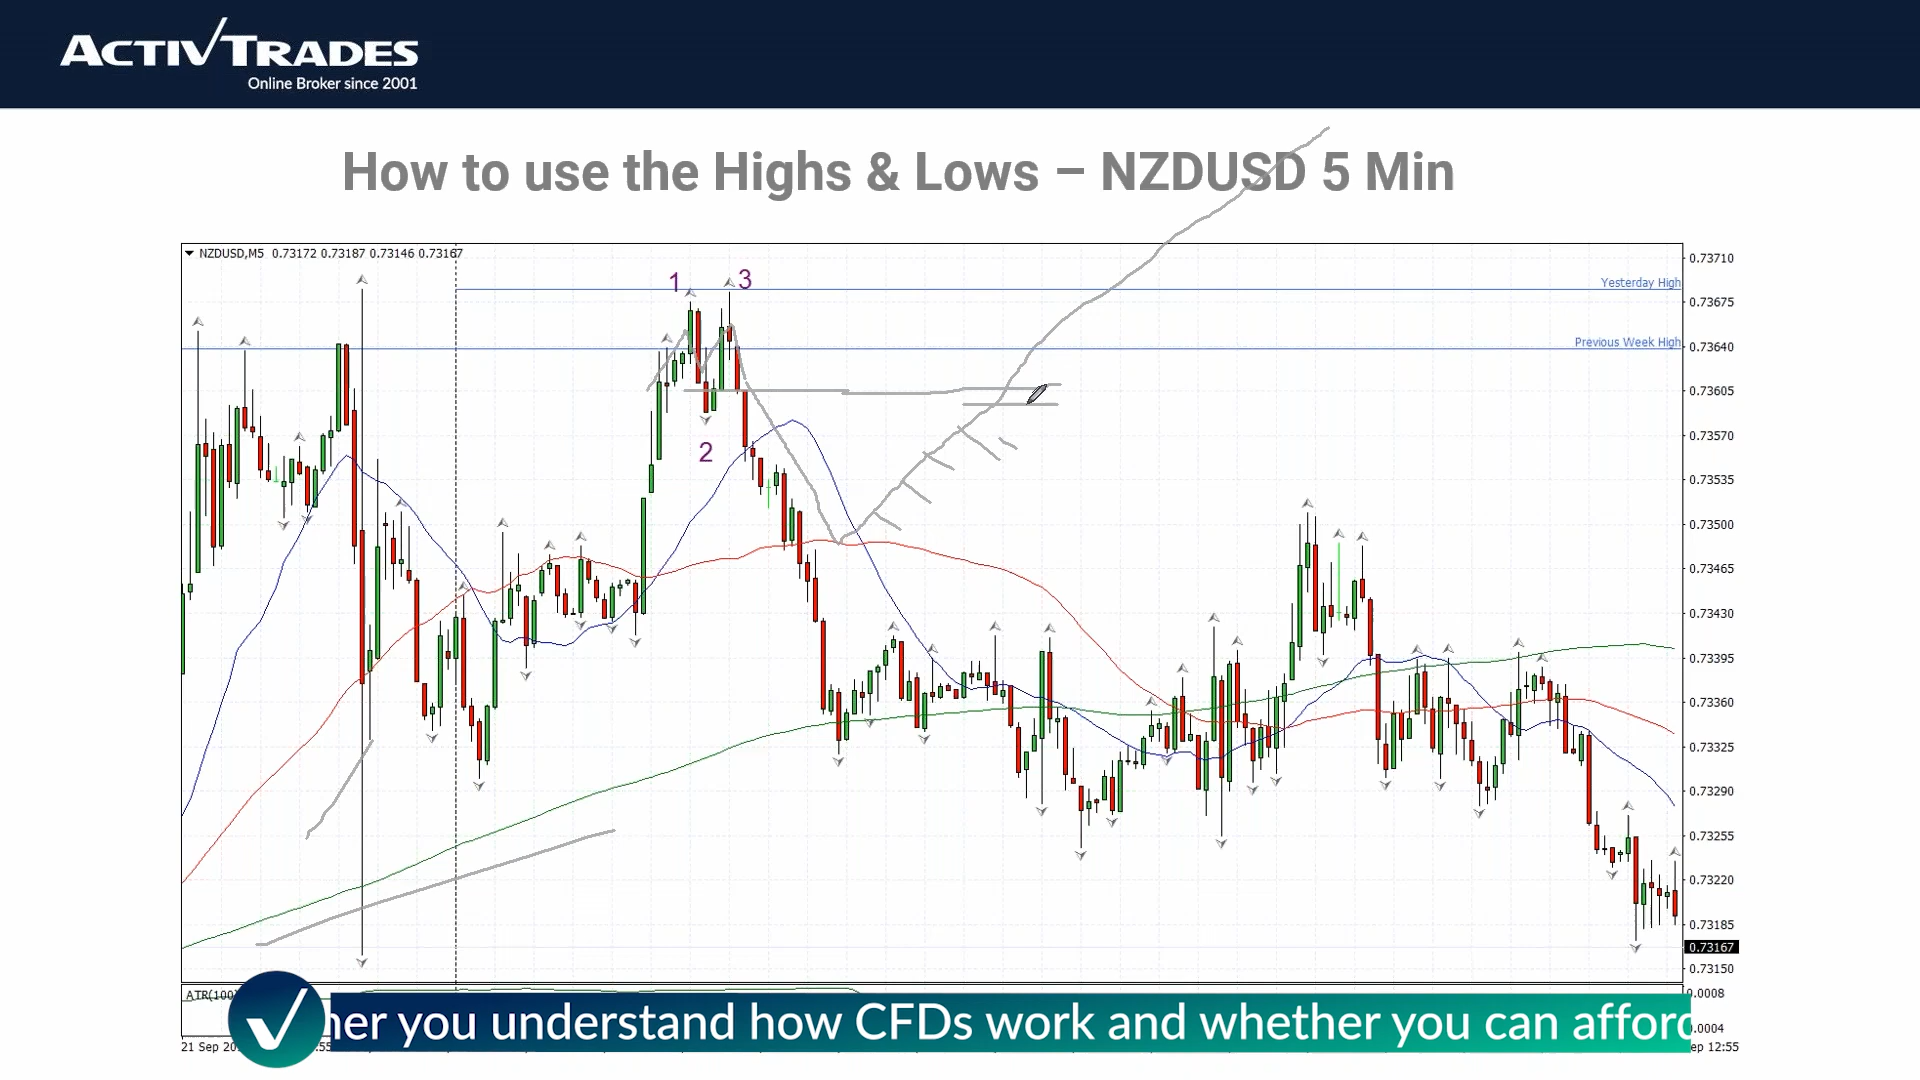 ACTIVTRADES
Online Broker since 2001
How to use the Highs & Lows – NZDUSD 5 Min
NZDUSD,M5 0.73172 0.73187 0.73146 0.73167
0.73710
Yesterday High
1
3
0.73675
Previous Week High
0.73640
0.73605
2
0.73570
0.73535
0.73500
0.73465
0.73430
0.73395
0.73360
0.73325
0.73290
0.73255
0.73220
0.73185
0.73167
0.73150
ATR(100)
0.0008
her you understand how CFDs work and whether you can afford
0.0004
21 Sep 20
:55
ep 12:55